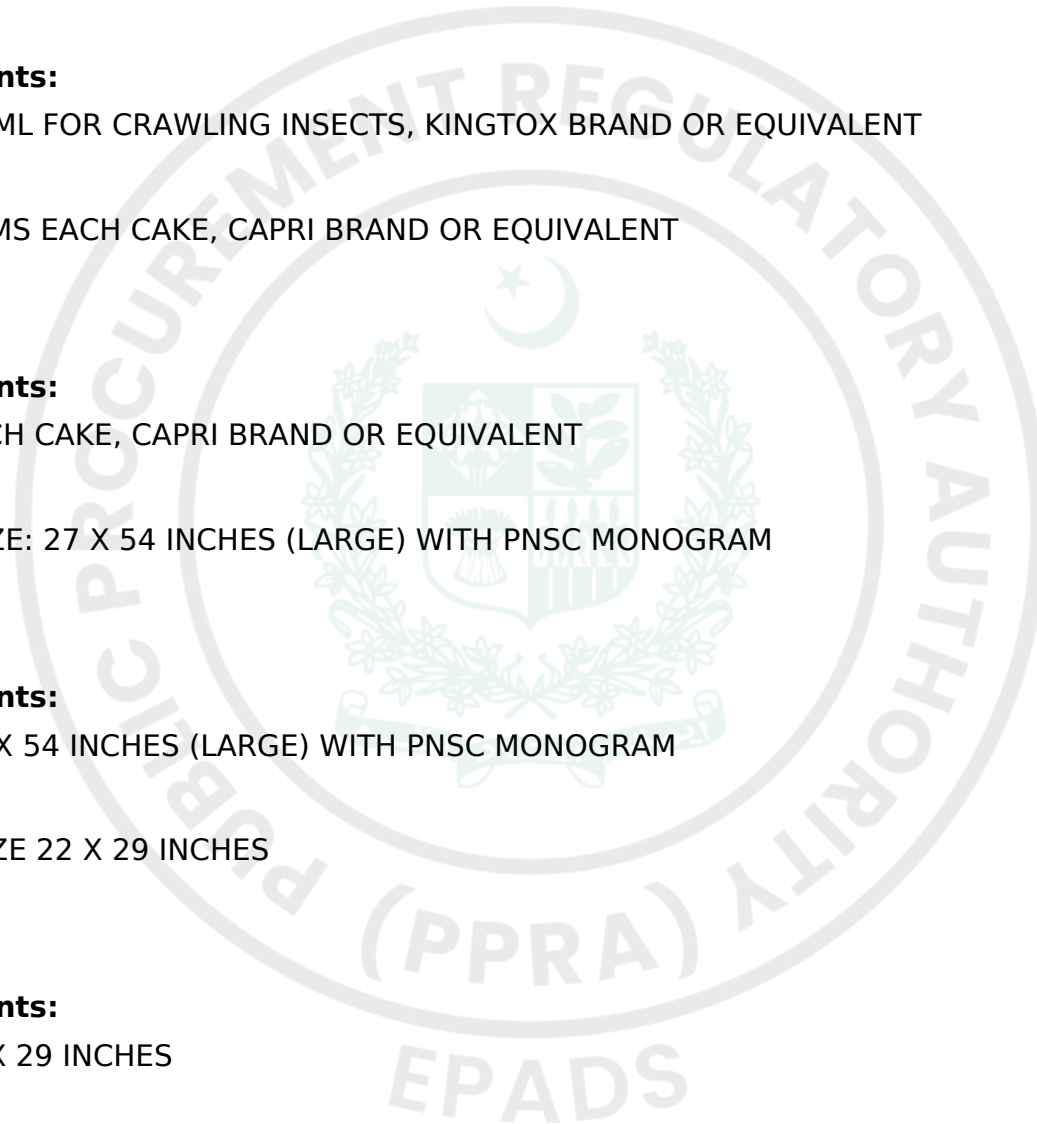 nts:
ML FOR CRAWLING INSECTS, KINGTOX BRAND OR EQUIVALENT
MS EACH CAKE, CAPRI BRAND OR EQUIVALENT
nts:
CH CAKE, CAPRI BRAND OR EQUIVALENT
ZE: 27 X 54 INCHES (LARGE) WITH PNSC MONOGRAM
nts:
X 54 INCHES (LARGE) WITH PNSC MONOGRAM
ZE 22 X 29 INCHES
nts:
X 29 INCHES
PUBLIC PROCUREMENT REGULATORY AUTHORITY
(PPRA)
EPADS